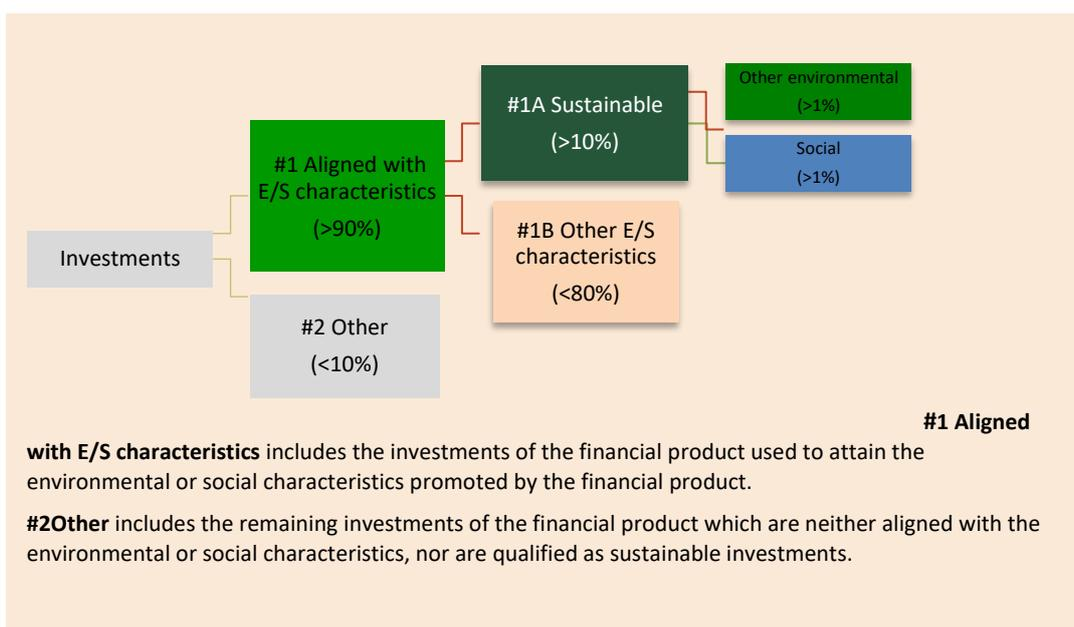 Investments
#1 Aligned with
E/S characteristics
(>90%)
#2 Other
(<10%)
#1A Sustainable
(>10%)
#1B Other E/S
characteristics
(<80%)
Other environmental
(>1%)
Social
(>1%)
#1 Aligned
with E/S characteristics includes the investments of the financial product used to attain the
environmental or social characteristics promoted by the financial product.
#2Other includes the remaining investments of the financial product which are neither aligned with the
environmental or social characteristics, nor are qualified as sustainable investments.